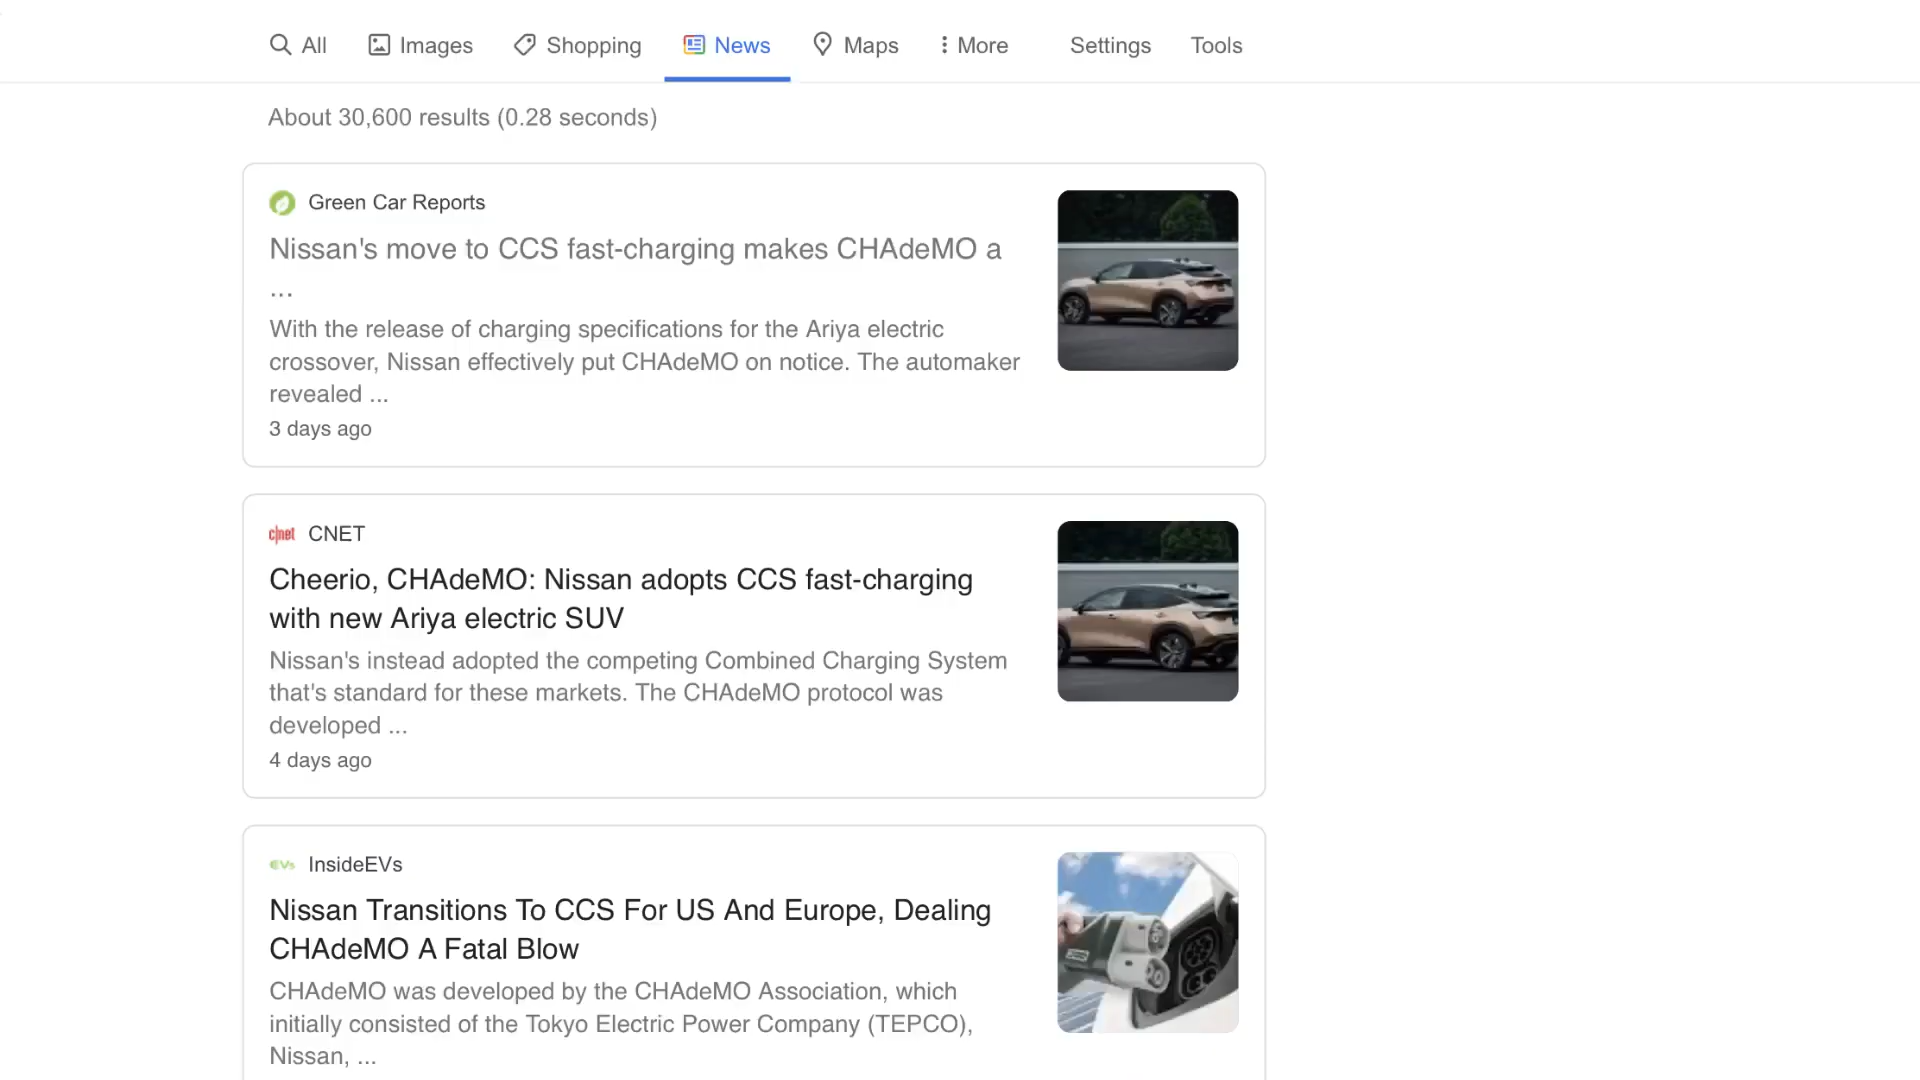 All Images Shopping News Maps More Settings Tools
About 30,600 results (0.28 seconds)
Green Car Reports
Nissan's move to CCS fast-charging makes CHAdeMO a
...
With the release of charging specifications for the Ariya electric
crossover, Nissan effectively put CHAdeMO on notice. The automaker
revealed ...
3 days ago
c|net CNET
Cheerio, CHAdeMO: Nissan adopts CCS fast-charging
with new Ariya electric SUV
Nissan's instead adopted the competing Combined Charging System
that's standard for these markets. The CHAdeMO protocol was
developed ...
4 days ago
EVs InsideEVs
Nissan Transitions To CCS For US And Europe, Dealing
CHAdeMO A Fatal Blow
CHAdeMO was developed by the CHAdeMO Association, which
initially consisted of the Tokyo Electric Power Company (TEPCO),
Nissan, ...